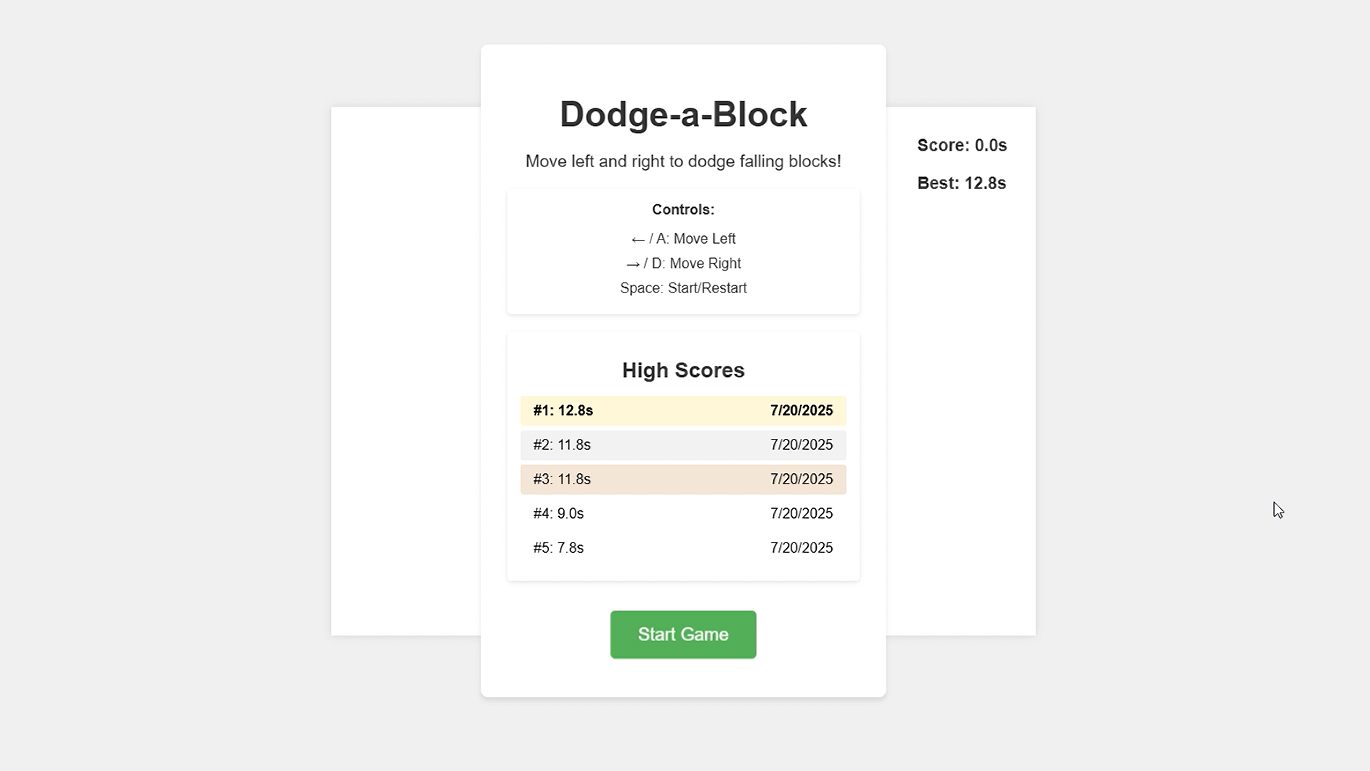 Dodge-a-Block
Move left and right to dodge falling blocks!
Controls:
← / A: Move Left
→ / D: Move Right
Space: Start/Restart
High Scores
#1: 12.8s 7/20/2025
#2: 11.8s 7/20/2025
#3: 11.8s 7/20/2025
#4: 9.0s 7/20/2025
#5: 7.8s 7/20/2025
Start Game
Score: 0.0s
Best: 12.8s